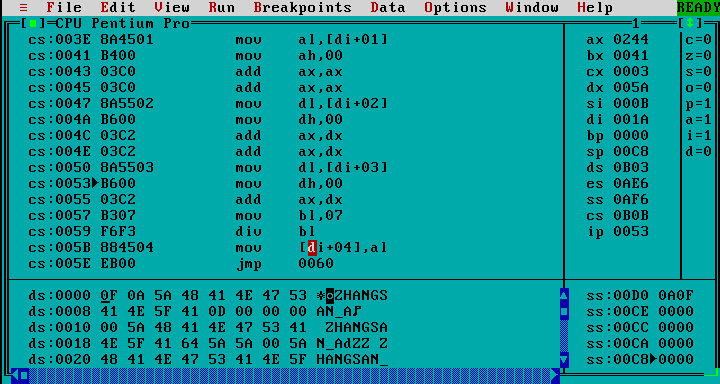 ≡ File Edit View Run Breakpoints Data Options Window Help READY
[■]=CPU Pentium Pro 1 [↕]
cs:003E 8A4501 mov al,[di+01] ax 0244 c=0
cs:0041 B400 mov ah,00 bx 0041 z=0
cs:0043 03C0 add ax,ax cx 0003 s=0
cs:0045 03C0 add ax,ax dx 005A o=0
cs:0047 8A5502 mov dl,[di+02] si 000B p=1
cs:004A B600 mov dh,00 di 001A a=1
cs:004C 03C2 add ax,dx bp 0000 i=1
cs:004E 03C2 add ax,dx sp 00C8 d=0
cs:0050 8A5503 mov dl,[di+03] ds 0B03
cs:0053►B600 mov dh,00 es 0AE6
cs:0055 03C2 add ax,dx ss 0AF6
cs:0057 B307 mov bl,07 cs 0B0B
cs:0059 F6F3 div bl ip 0053
cs:005B 884504 mov [di+04],al
cs:005E EB00 jmp 0060
ds:0000 0F 0A 5A 48 41 4E 47 53 ☼◙ZHANGS ss:00D0 0A0F
ds:0008 41 4E 5F 41 0D 00 00 00 AN_A♪ ss:00CE 0000
ds:0010 00 5A 48 41 4E 47 53 41 ZHANGSA ss:00CC 0000
ds:0018 4E 5F 41 64 5A 5A 00 5A N_AdZZ Z ss:00CA 0000
ds:0020 48 41 4E 47 53 41 4E 5F HANGSAN_ ss:00C8►0000